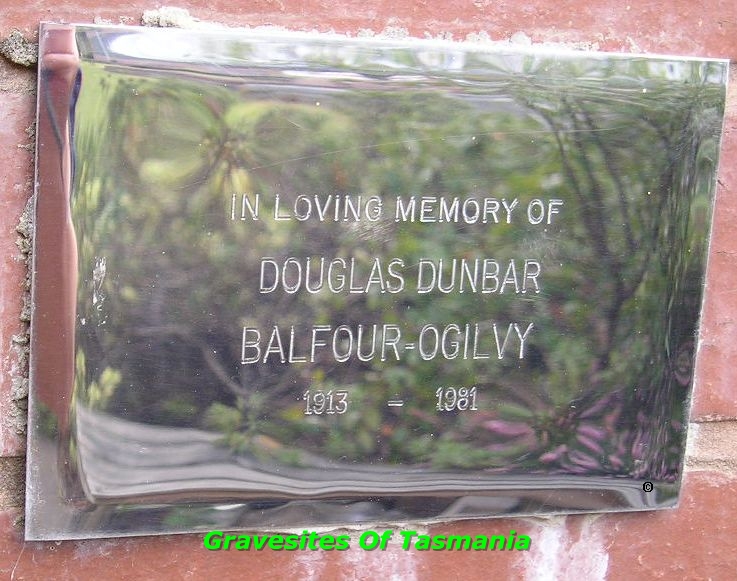 IN LOVING MEMORY OF
DOUGLAS DUNBAR
BALFOUR-OGILVY
1913 - 1981
©
Gravesites Of Tasmania